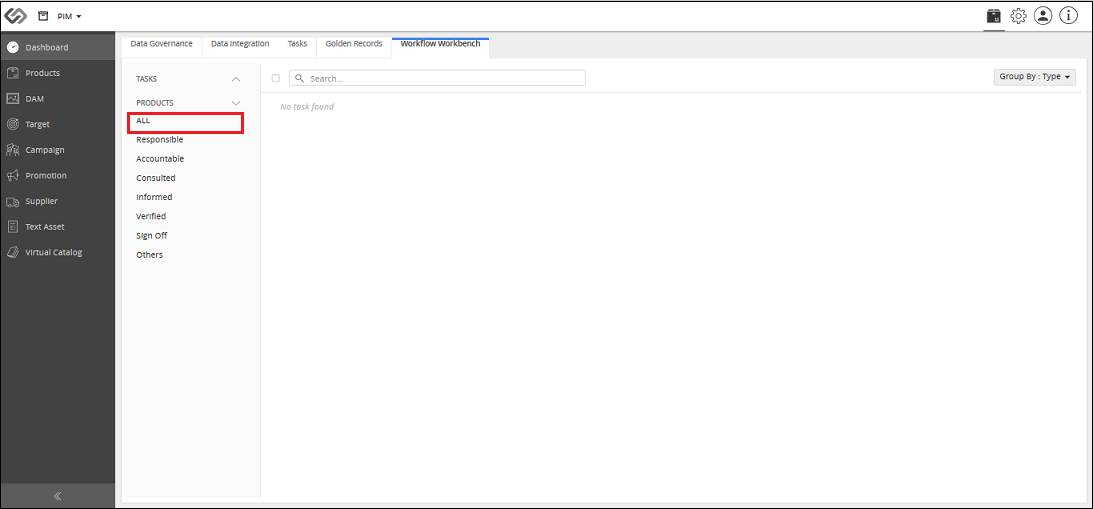 PIM
Dashboard
Products
DAM
Target
Campaign
Promotion
Supplier
Text Asset
Virtual Catalog
Data Governance
Data Integration
Tasks
Golden Records
Workflow Workbench
TASKS
PRODUCTS
ALL
Responsible
Accountable
Consulted
Informed
Verified
Sign Off
Others
Search...
Group By : Type
No task found